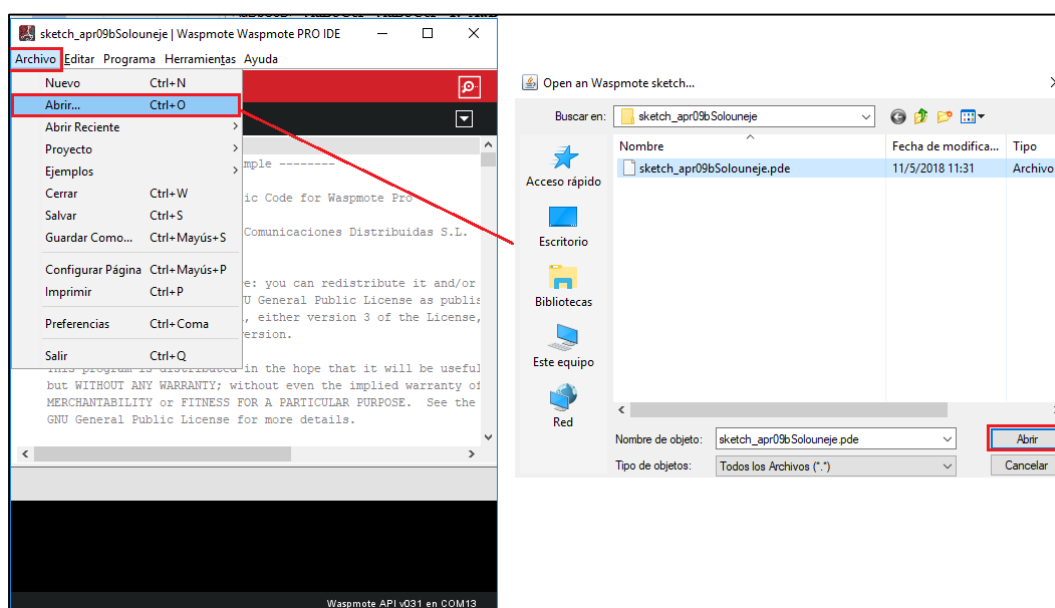 sketch_apr09bSolouneje | Waspmote Waspmote PRO IDE
Archivo Editar Programa Herramientas Ayuda
Nuevo Ctrl+N
Abrir... Ctrl+O
Abrir Reciente
Proyecto
Ejemplos
Cerrar Ctrl+W
Salvar Ctrl+S
Guardar Como... Ctrl+Mayús+S
Configurar Página Ctrl+Mayús+P
Imprimir Ctrl+P
Preferencias Ctrl+Coma
Salir Ctrl+Q
mple --------
ic Code for Waspmote Pro
Comunicaciones Distribuidas S.L.
e: you can redistribute it and/or
U General Public License as publis
, either version 3 of the License,
ersion.
This program is distributed in the hope that it will be useful
but WITHOUT ANY WARRANTY; without even the implied warranty of
MERCHANTABILITY or FITNESS FOR A PARTICULAR PURPOSE. See the
GNU General Public License for more details.
Waspmote API v031 en COM13
Open an Waspmote sketch...
Buscar en: sketch_apr09bSolouneje
Nombre Fecha de modifica... Tipo
sketch_apr09bSolouneje.pde 11/5/2018 11:31 Archivo
Acceso rápido
Escritorio
Bibliotecas
Este equipo
Red
Nombre de objeto: sketch_apr09bSolouneje.pde Abrir
Tipo de objetos: Todos los Archivos (*.*) Cancelar